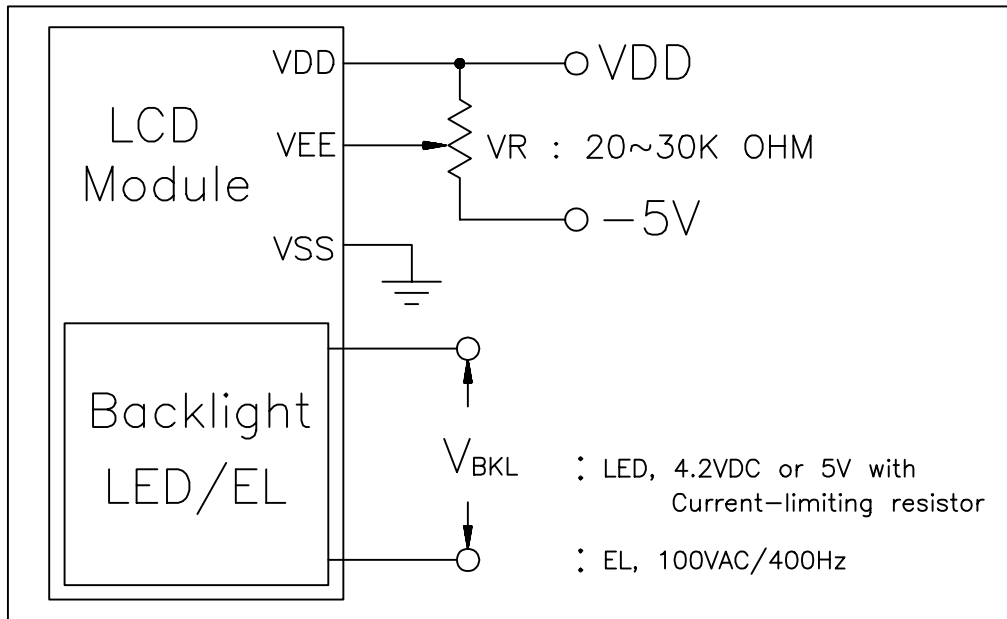 VDD
VDD
LCD
Module
VEE
VR : 20~30K OHM
-5V
VSS
Backlight
LED/EL
VBKL
: LED, 4.2VDC or 5V with
Current-limiting resistor
: EL, 100VAC/400Hz